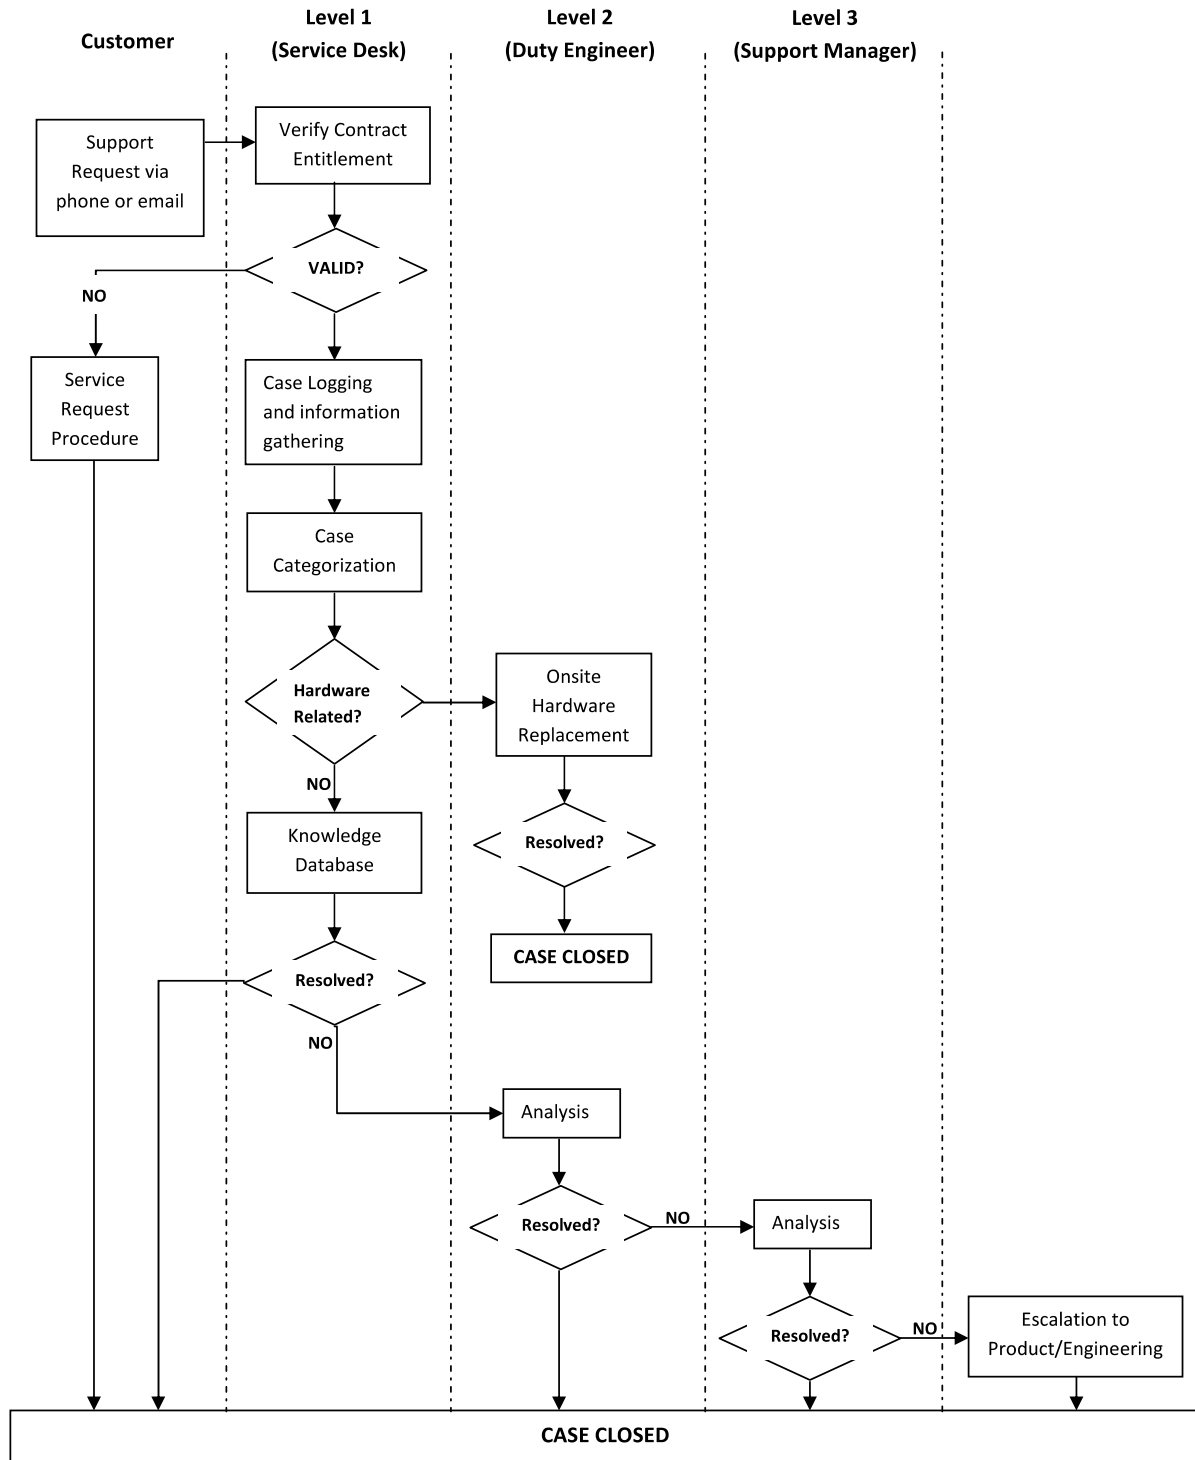 Customer
Level 1
(Service Desk)
Level 2
(Duty Engineer)
Level 3
(Support Manager)
Support
Request via
phone or email
Verify Contract
Entitlement
VALID?
NO
Service
Request
Procedure
Case Logging
and information
gathering
Case
Categorization
Hardware
Related?
Onsite
Hardware
Replacement
NO
Knowledge
Database
Resolved?
CASE CLOSED
Resolved?
NO
Analysis
Resolved?
NO
Analysis
Resolved?
NO
Escalation to
Product/Engineering
CASE CLOSED